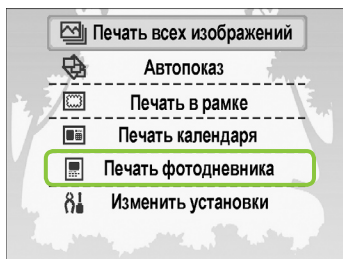 Печать всех изображений
Автопоказ
Печать в рамке
Печать календаря
Печать фотодневника
Изменить установки